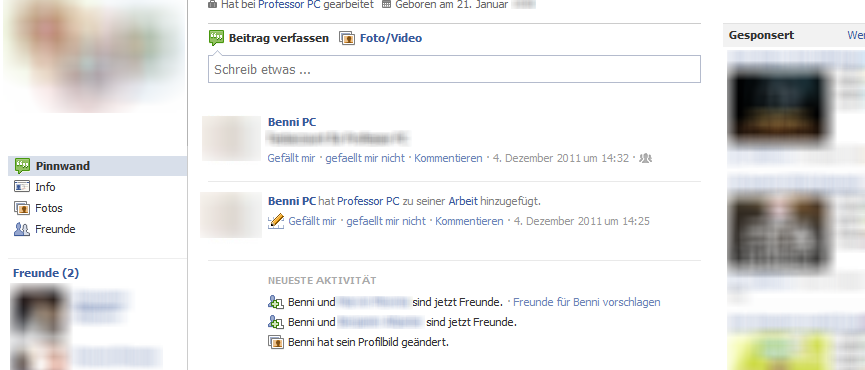 Hat bei Professor PC gearbeitet Geboren am 21. Januar
Beitrag verfassen Foto/Video
Schreib etwas ...
Gesponsert Wer
Benni PC
Gefällt mir · gefaellt mir nicht · Kommentieren · 4. Dezember 2011 um 14:32 ·
Pinnwand
Info
Fotos
Freunde
Benni PC hat Professor PC zu seiner Arbeit hinzugefügt.
Gefällt mir · gefaellt mir nicht · Kommentieren · 4. Dezember 2011 um 14:25
Freunde (2)
NEUESTE AKTIVITÄT
Benni und sind jetzt Freunde. · Freunde für Benni vorschlagen
Benni und sind jetzt Freunde.
Benni hat sein Profilbild geändert.